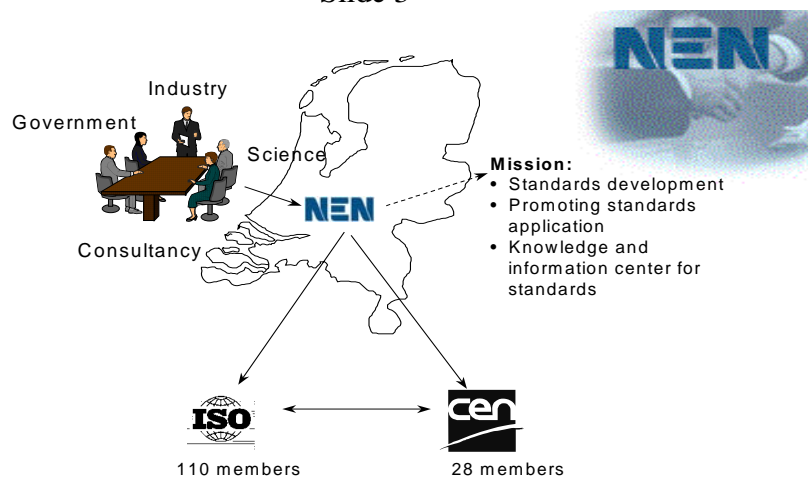 NEN
Industry
Government
Science
Consultancy
NEN
Mission:
• Standards development
• Promoting standards
application
• Knowledge and
information center for
standards
ISO
cen
110 members
28 members